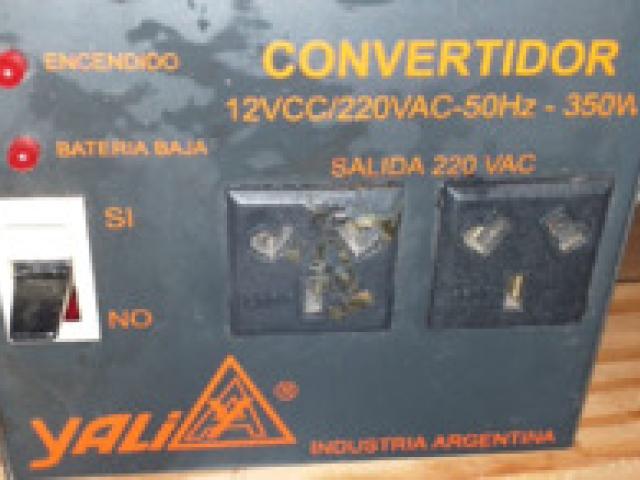 ENCENDIDO
CONVERTIDOR
12VCC/220VAC-50Hz - 350W
BATERIA BAJA
SALIDA 220 VAC
SI
NO
YALI ®
INDUSTRIA ARGENTINA